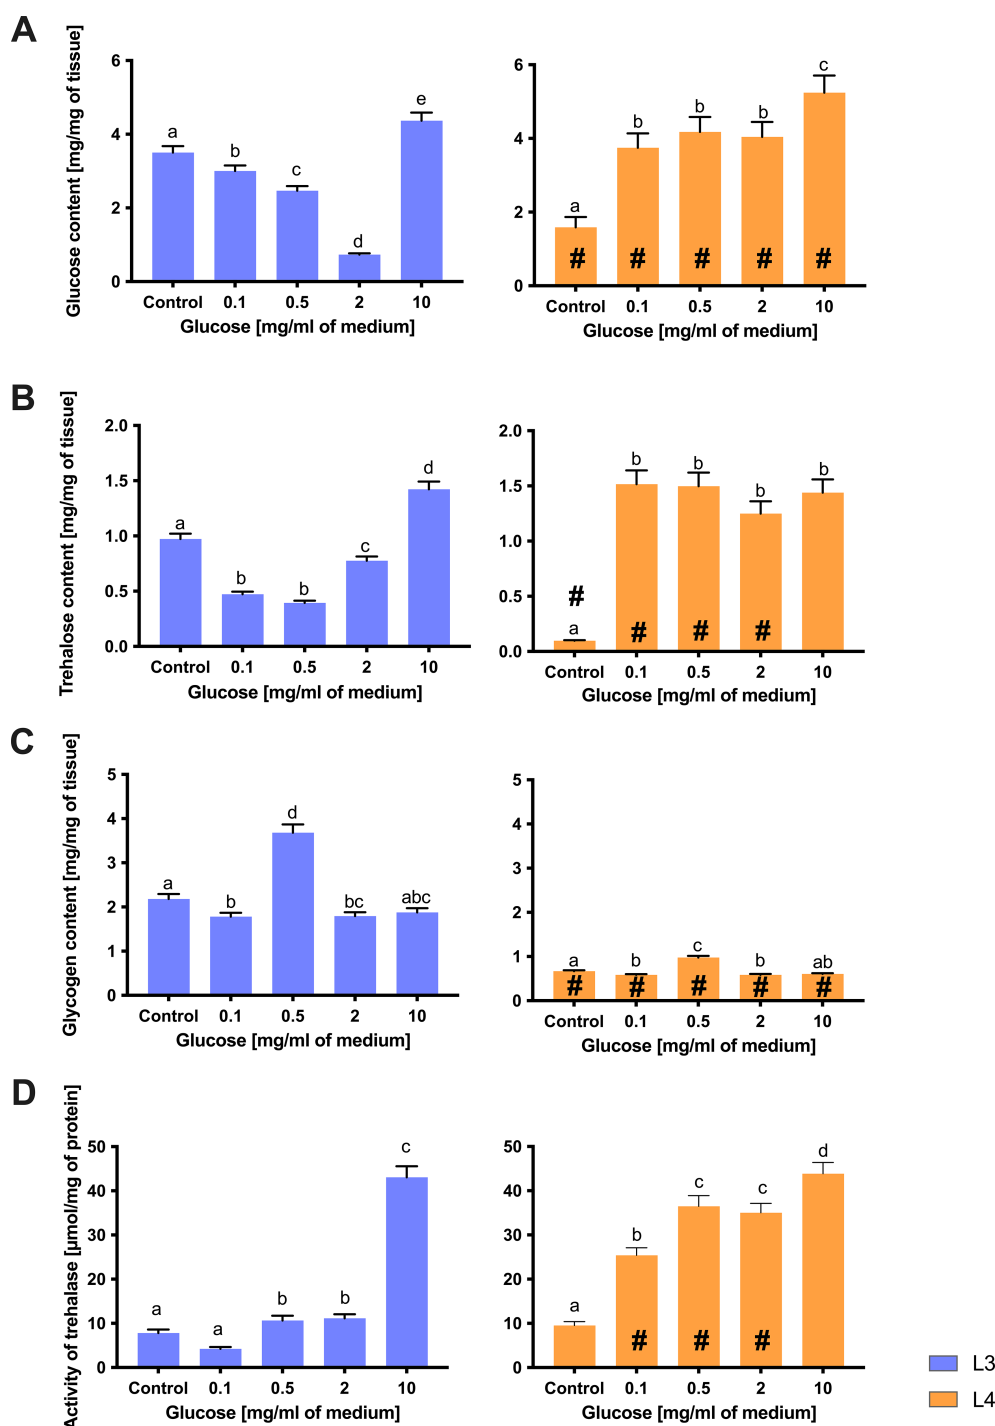 A
Glucose content [mg/mg of tissue]
6
4
2
0
a
b
c
d
e
Control 0.1 0.5 2 10
Glucose [mg/ml of medium]
6
4
2
0
a
b
b
b
c
# # # # #
Control 0.1 0.5 2 10
Glucose [mg/ml of medium]
B
Trehalose content [mg/mg of tissue]
2.0
1.5
1.0
0.5
0.0
a
b
b
c
d
Control 0.1 0.5 2 10
Glucose [mg/ml of medium]
2.0
1.5
1.0
0.5
0.0
#
a
b
b
b
b
# # #
Control 0.1 0.5 2 10
Glucose [mg/ml of medium]
C
Glycogen content [mg/mg of tissue]
5
4
3
2
1
0
a
b
d
bc
abc
Control 0.1 0.5 2 10
Glucose [mg/ml of medium]
5
4
3
2
1
0
a
b
c
b
ab
# # # # #
Control 0.1 0.5 2 10
Glucose [mg/ml of medium]
D
Activity of trehalase [µmol/mg of protein]
50
40
30
20
10
0
a
a
b
b
c
Control 0.1 0.5 2 10
Glucose [mg/ml of medium]
50
40
30
20
10
0
a
b
c
c
d
# # #
Control 0.1 0.5 2 10
Glucose [mg/ml of medium]
L3
L4